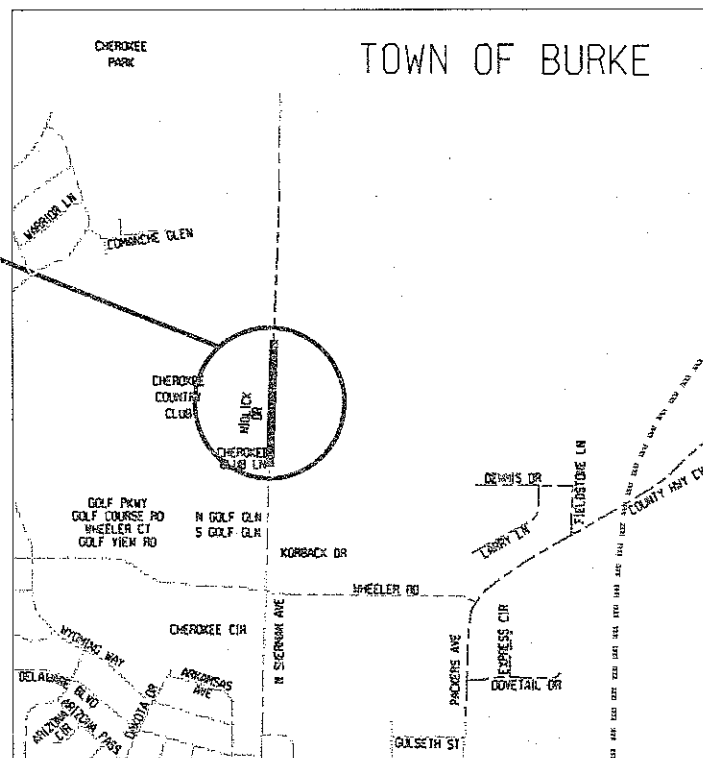 CHEROKEE
PARK
TOWN OF BURKE
WARRIOR LN
COMANCHE GLEN
CHEROKEE
COUNTRY
CLUB
NIBLICK
DR
CHEROKEE
CLUB LN
DENNIS DR
FIELDSTONE LN
COUNTY HWY CV
GOLF PKWY
GOLF COURSE RD
WHEELER CT
GOLF VIEW RD
N GOLF GLN
S GOLF GLN
LARRY LN
KORBACK DR
WHEELER RD
WYOMING WAY
CHEROKEE CIR
N SHERMAN AVE
PACKERS AVE
EXPRESS CIR
DELAWARE BLVD
DAKOTA DR
ARKANSAS
AVE
DOVETAIL DR
ARIZONA
CIR
ARIZONA PASS
GULSETH ST